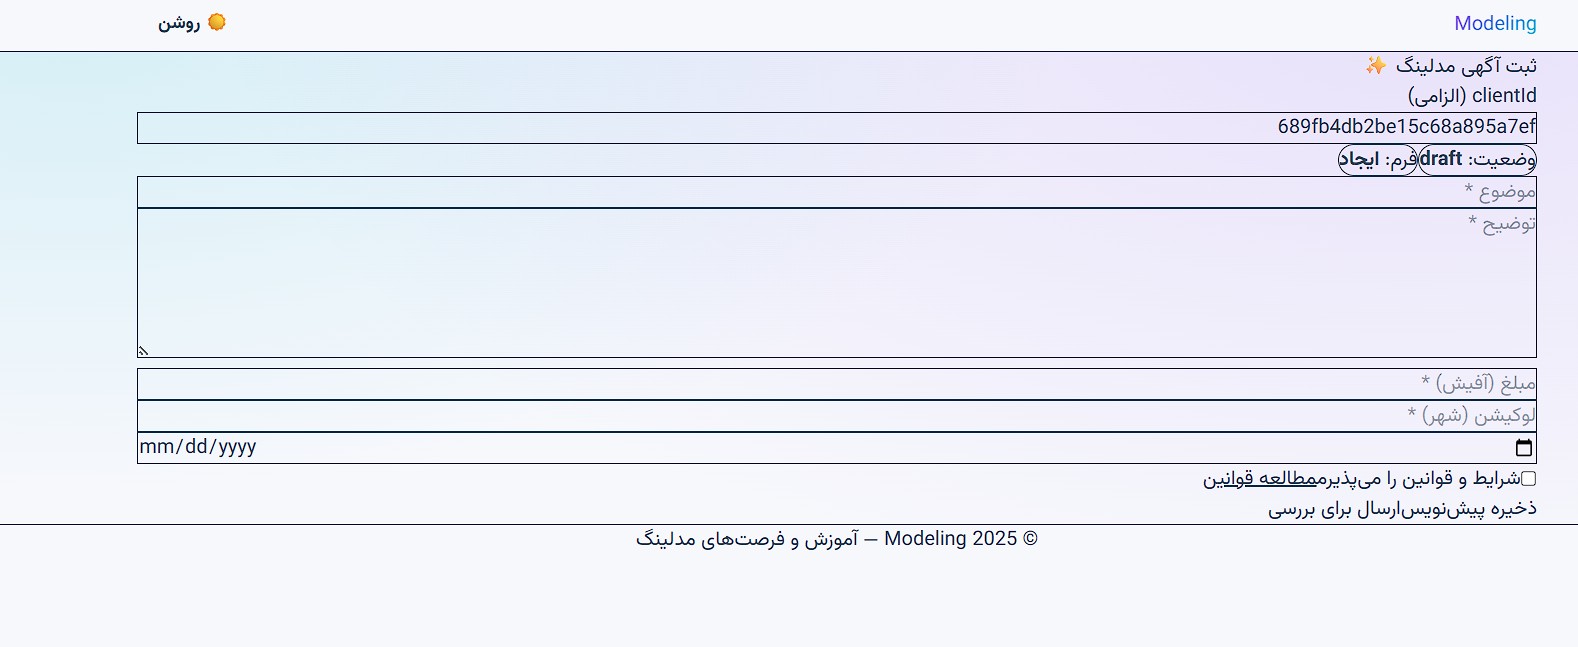 Modeling
روشن
ثبت آگهی مدلینگ ✨
clientId (الزامی)
689fb4db2be15c68a895a7ef
وضعیت: draft فرم: ایجاد
موضوع *
توضیح *
مبلغ (آفیش) *
لوکیشن (شهر) *
mm/dd/yyyy
شرایط و قوانین را می‌پذیرم مطالعه قوانین
ذخیره پیش‌نویس ارسال برای بررسی
© 2025 Modeling — آموزش و فرصت‌های مدلینگ